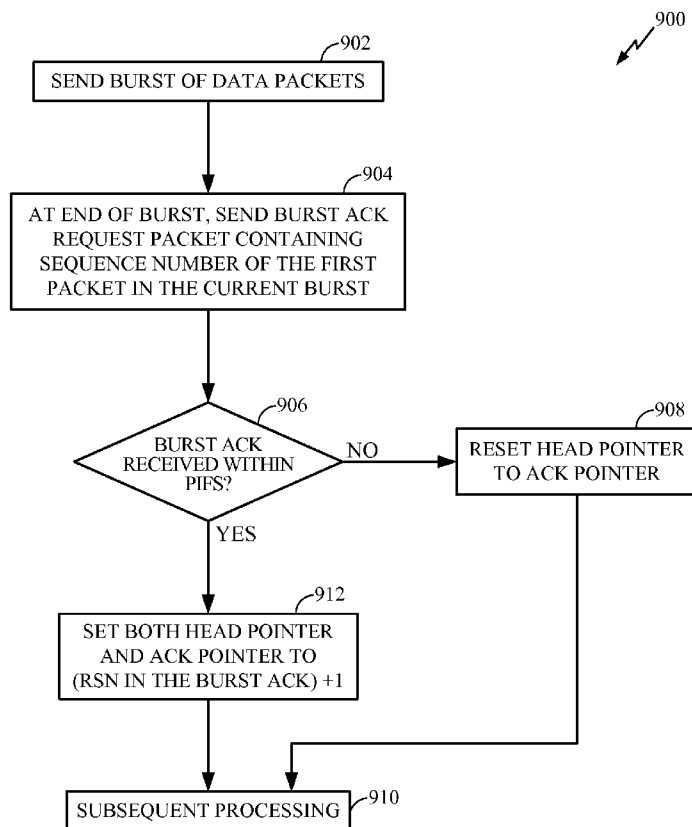 900
902
SEND BURST OF DATA PACKETS
904
AT END OF BURST, SEND BURST ACK
REQUEST PACKET CONTAINING
SEQUENCE NUMBER OF THE FIRST
PACKET IN THE CURRENT BURST
906
BURST ACK
RECEIVED WITHIN
PIFS?
NO
908
RESET HEAD POINTER
TO ACK POINTER
YES
912
SET BOTH HEAD POINTER
AND ACK POINTER TO
(RSN IN THE BURST ACK) +1
SUBSEQUENT PROCESSING
910